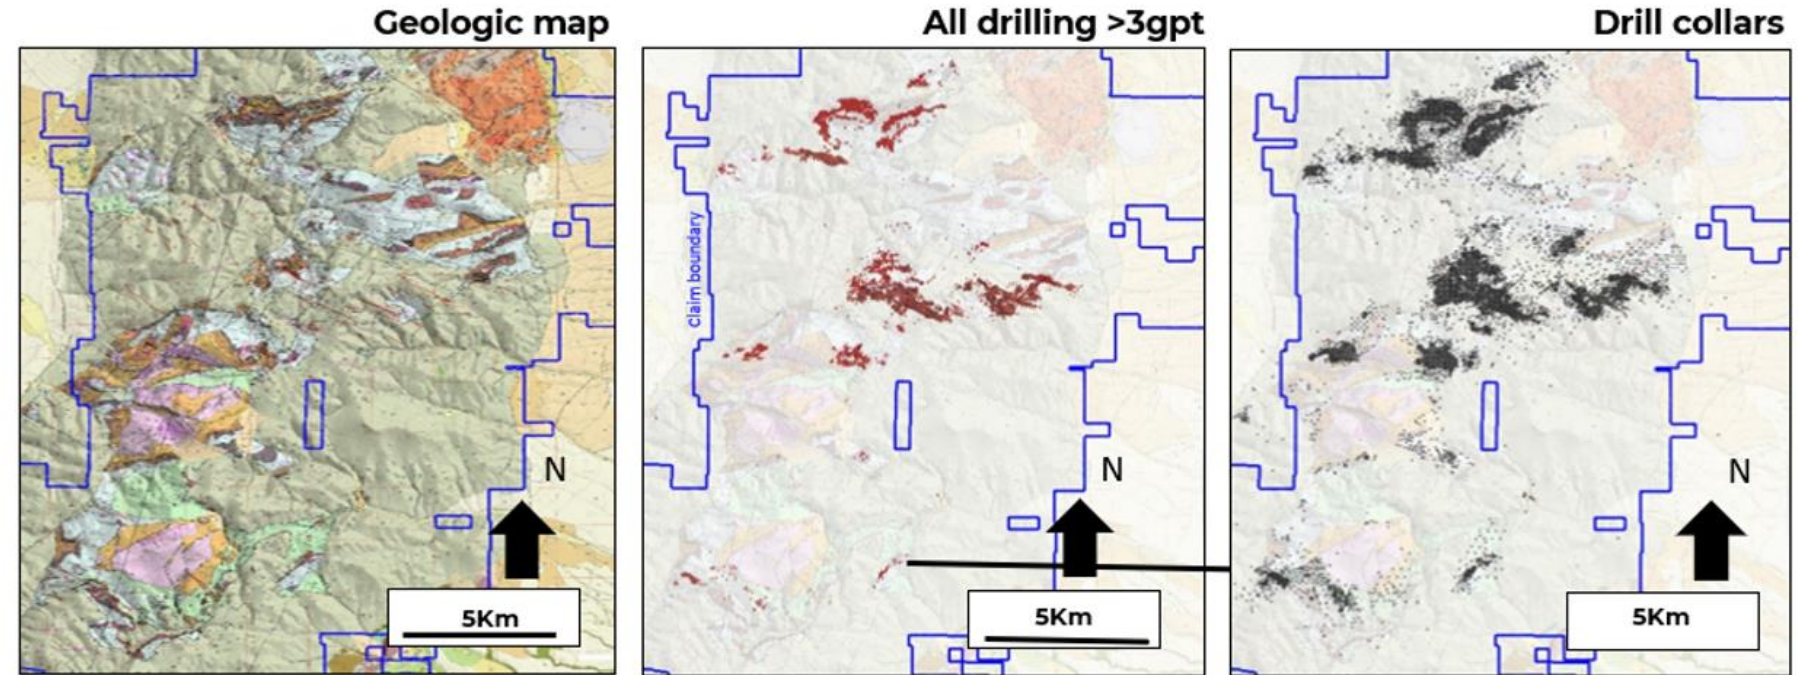 Geologic map
All drilling >3gpt
Drill collars
Claim boundary
N
N
N
5Km
5Km
5Km